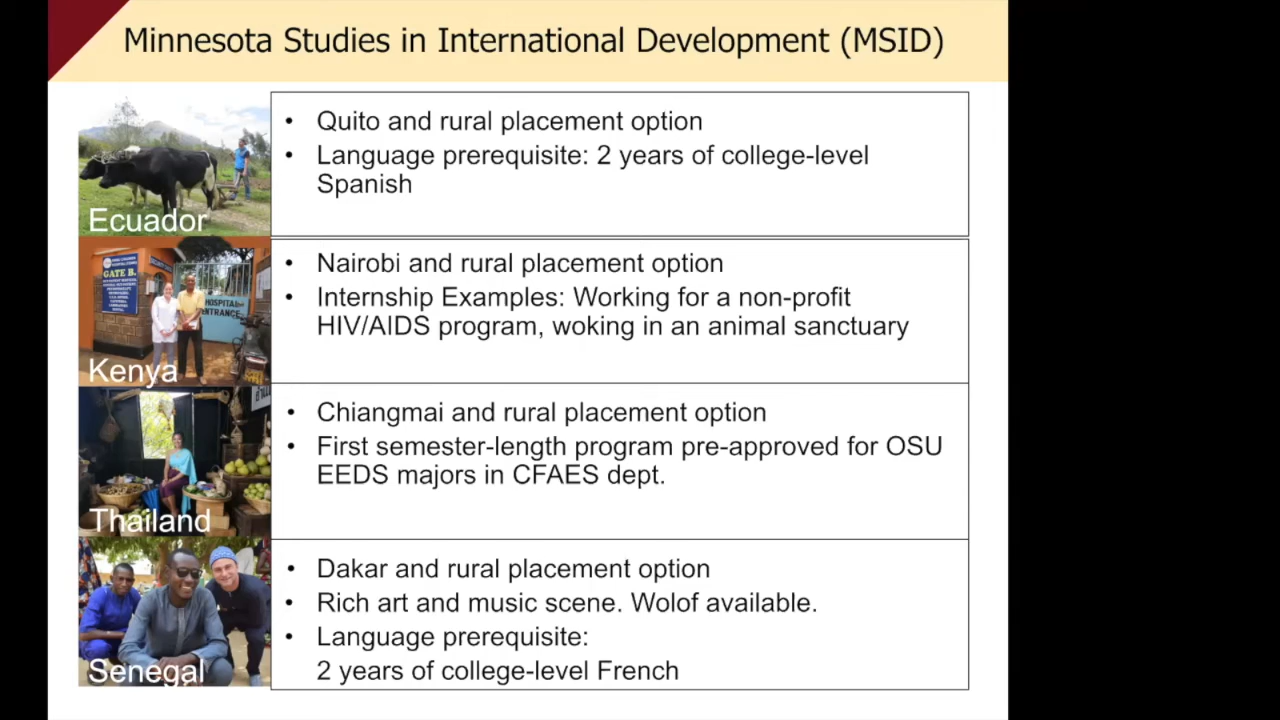 Minnesota Studies in International Development (MSID)
• Quito and rural placement option
• Language prerequisite: 2 years of college-level
Spanish
Ecuador
• Nairobi and rural placement option
• Internship Examples: Working for a non-profit
HIV/AIDS program, woking in an animal sanctuary
GATE B.
HOSPITAL
ENTRANCE
Kenya
• Chiangmai and rural placement option
• First semester-length program pre-approved for OSU
EEDS majors in CFAES dept.
Thailand
• Dakar and rural placement option
• Rich art and music scene. Wolof available.
• Language prerequisite:
2 years of college-level French
Senegal